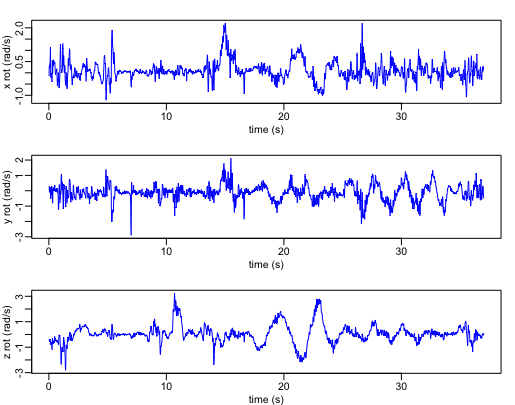 x rot (rad/s)
-1.0 0.5 2.0
0 10 20 30
time (s)
y rot (rad/s)
-3 -1 2
0 10 20 30
time (s)
z rot (rad/s)
-3 -1 3
0 10 20 30
time (s)